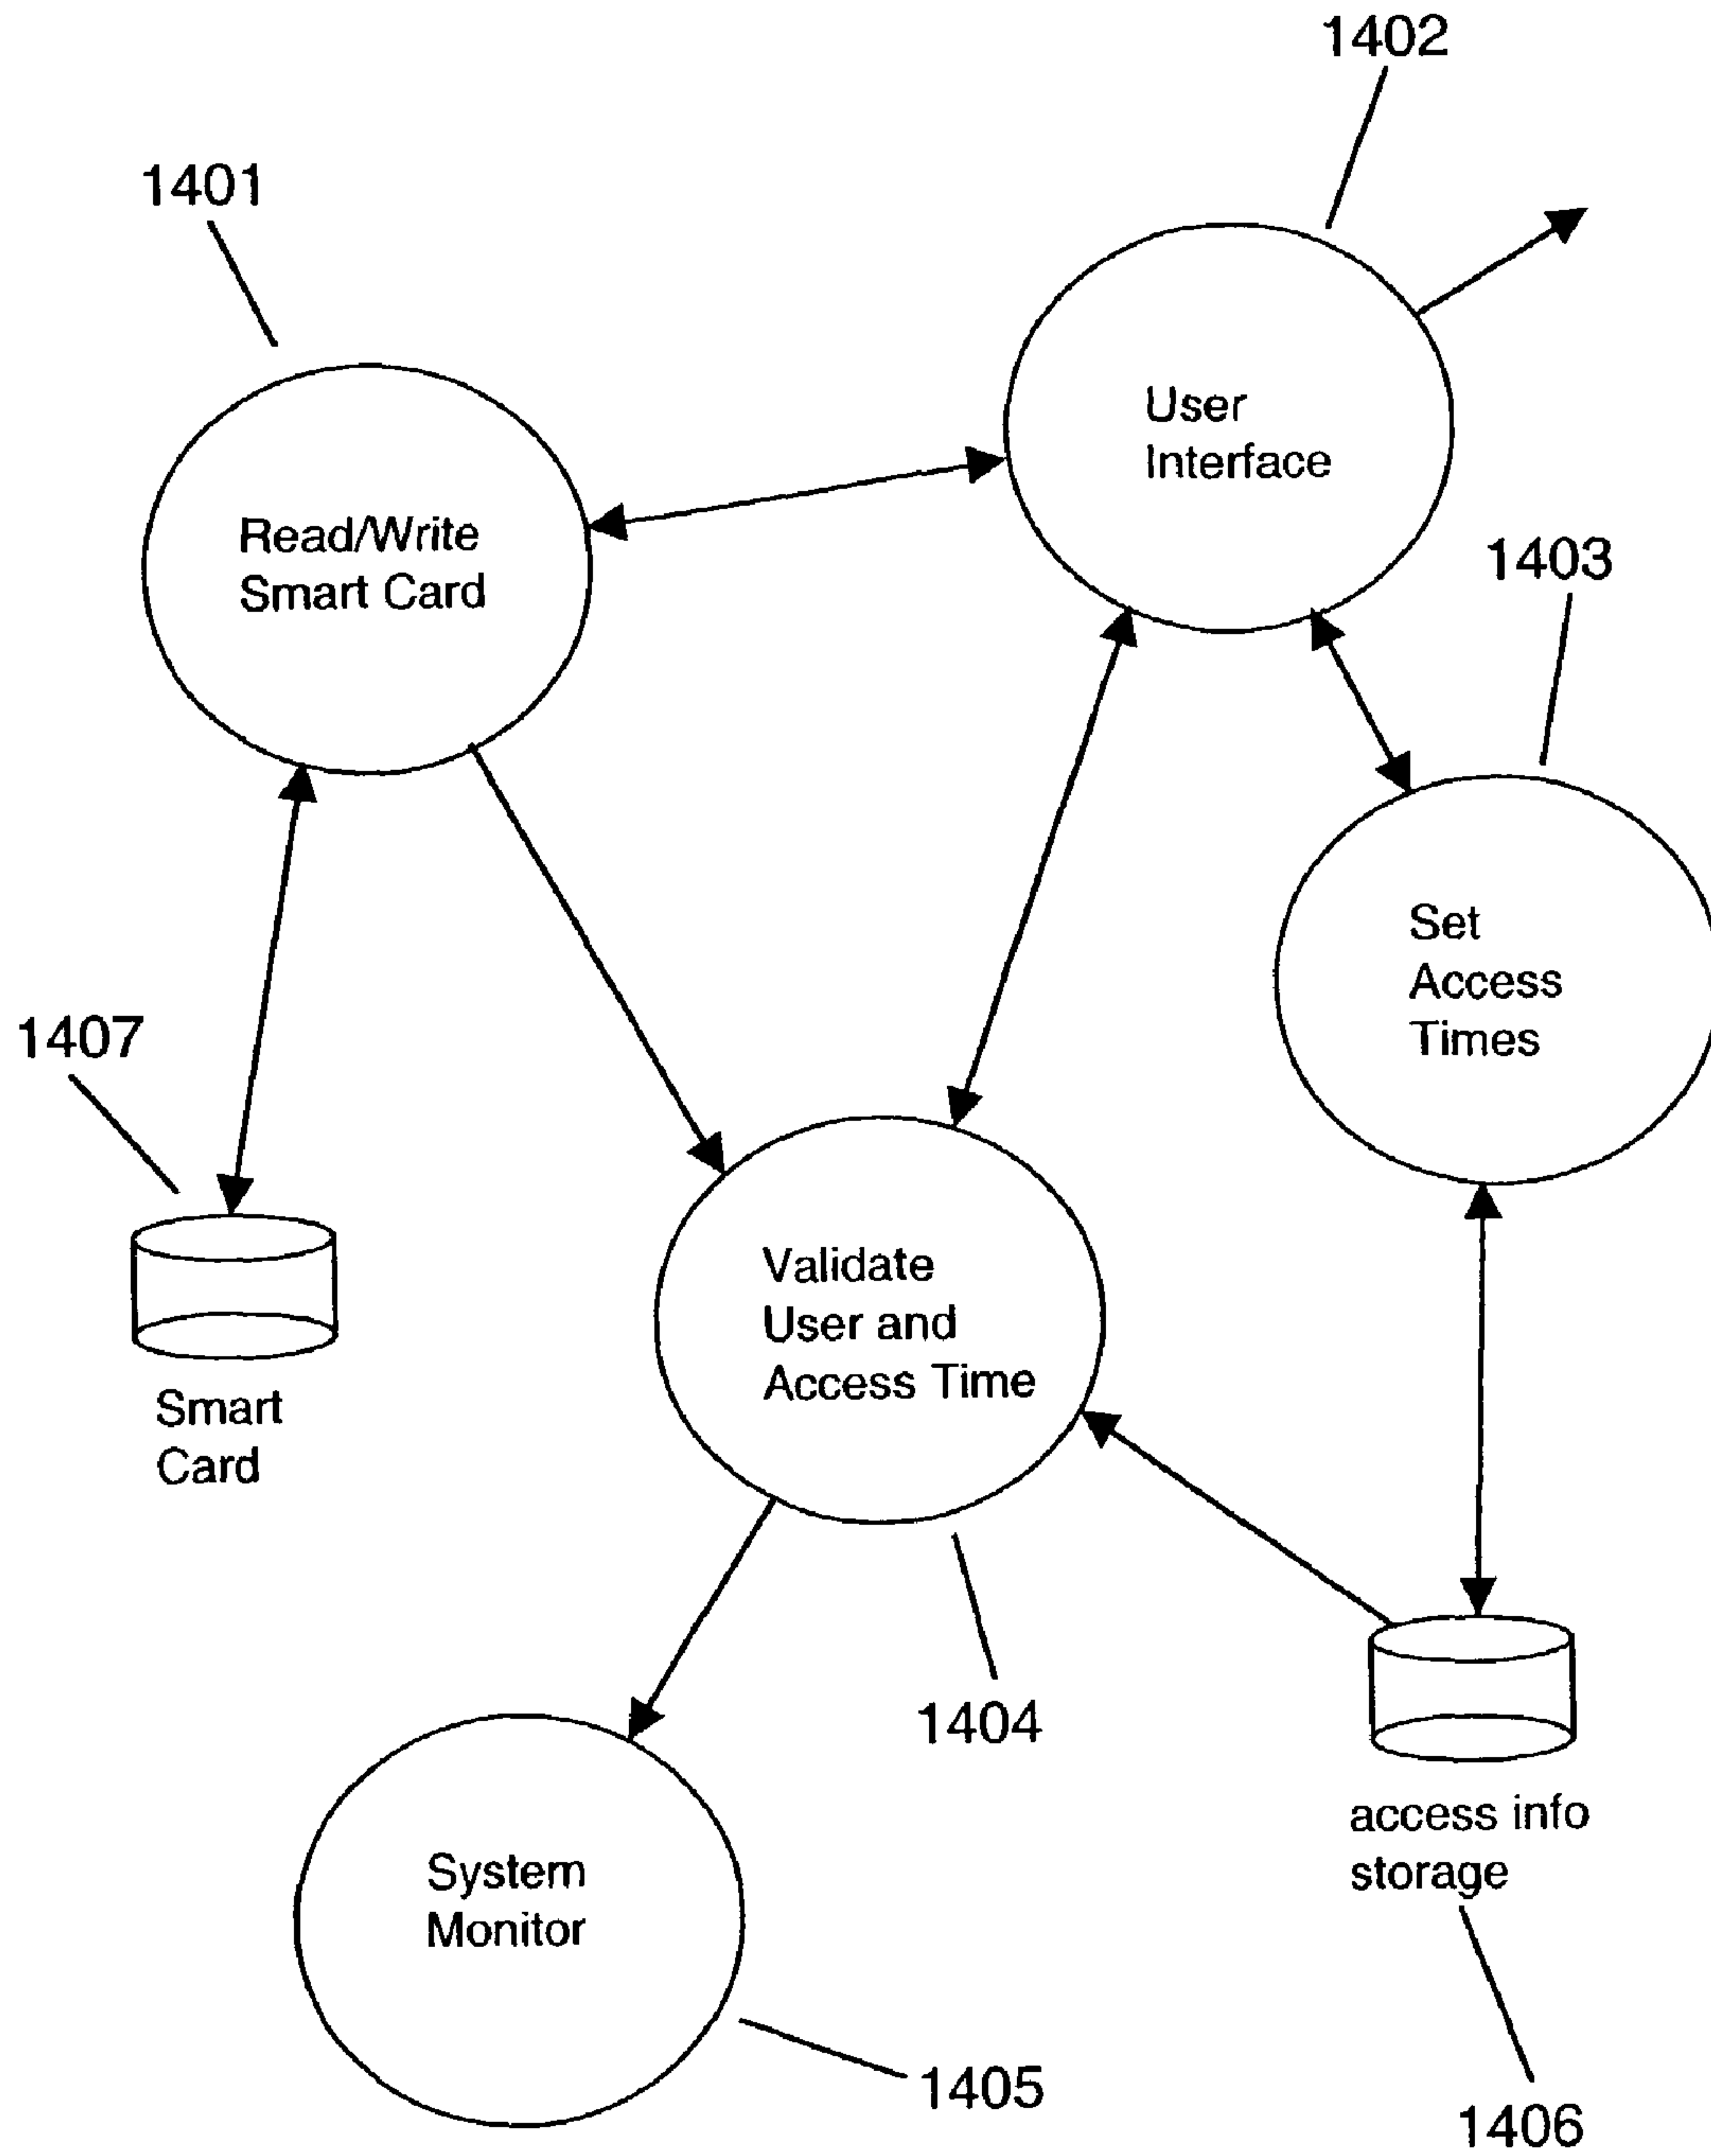 1402
1401
User
Interface
Read/Write
Smart Card
1403
Set
Access
Times
1407
Validate
User and
Access Time
Smart
Card
1404
access info
storage
System
Monitor
1405
1406